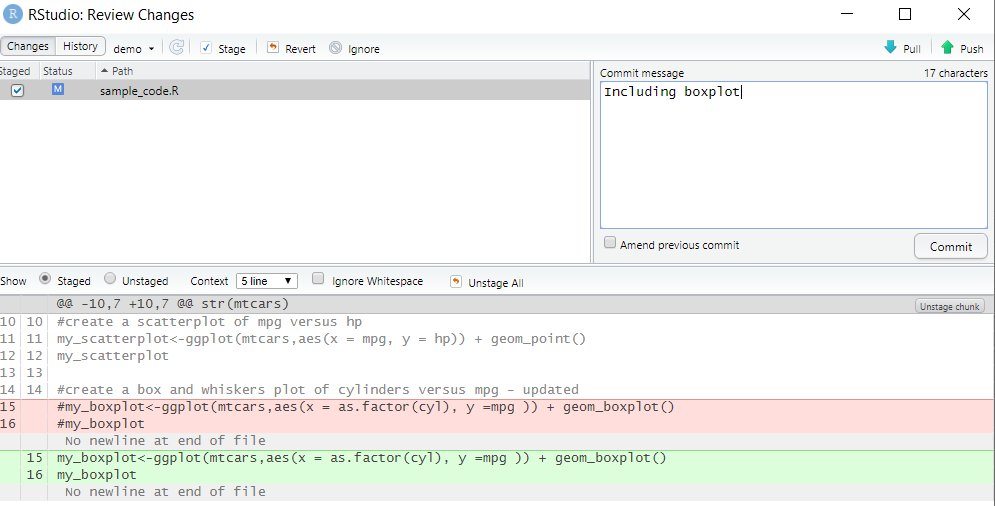 R RStudio: Review Changes
Changes History demo Stage Revert Ignore Pull Push
Staged Status Path
M sample_code.R
Commit message 17 characters
Including boxplot
Amend previous commit Commit
Show Staged Unstaged Context 5 line Ignore Whitespace Unstage All
@@ -10,7 +10,7 @@ str(mtcars) Unstage chunk
10 10 #create a scatterplot of mpg versus hp
11 11 my_scatterplot<-ggplot(mtcars,aes(x = mpg, y = hp)) + geom_point()
12 12 my_scatterplot
13 13
14 14 #create a box and whiskers plot of cylinders versus mpg - updated
15 #my_boxplot<-ggplot(mtcars,aes(x = as.factor(cyl), y =mpg )) + geom_boxplot()
16 #my_boxplot
No newline at end of file
15 my_boxplot<-ggplot(mtcars,aes(x = as.factor(cyl), y =mpg )) + geom_boxplot()
16 my_boxplot
No newline at end of file